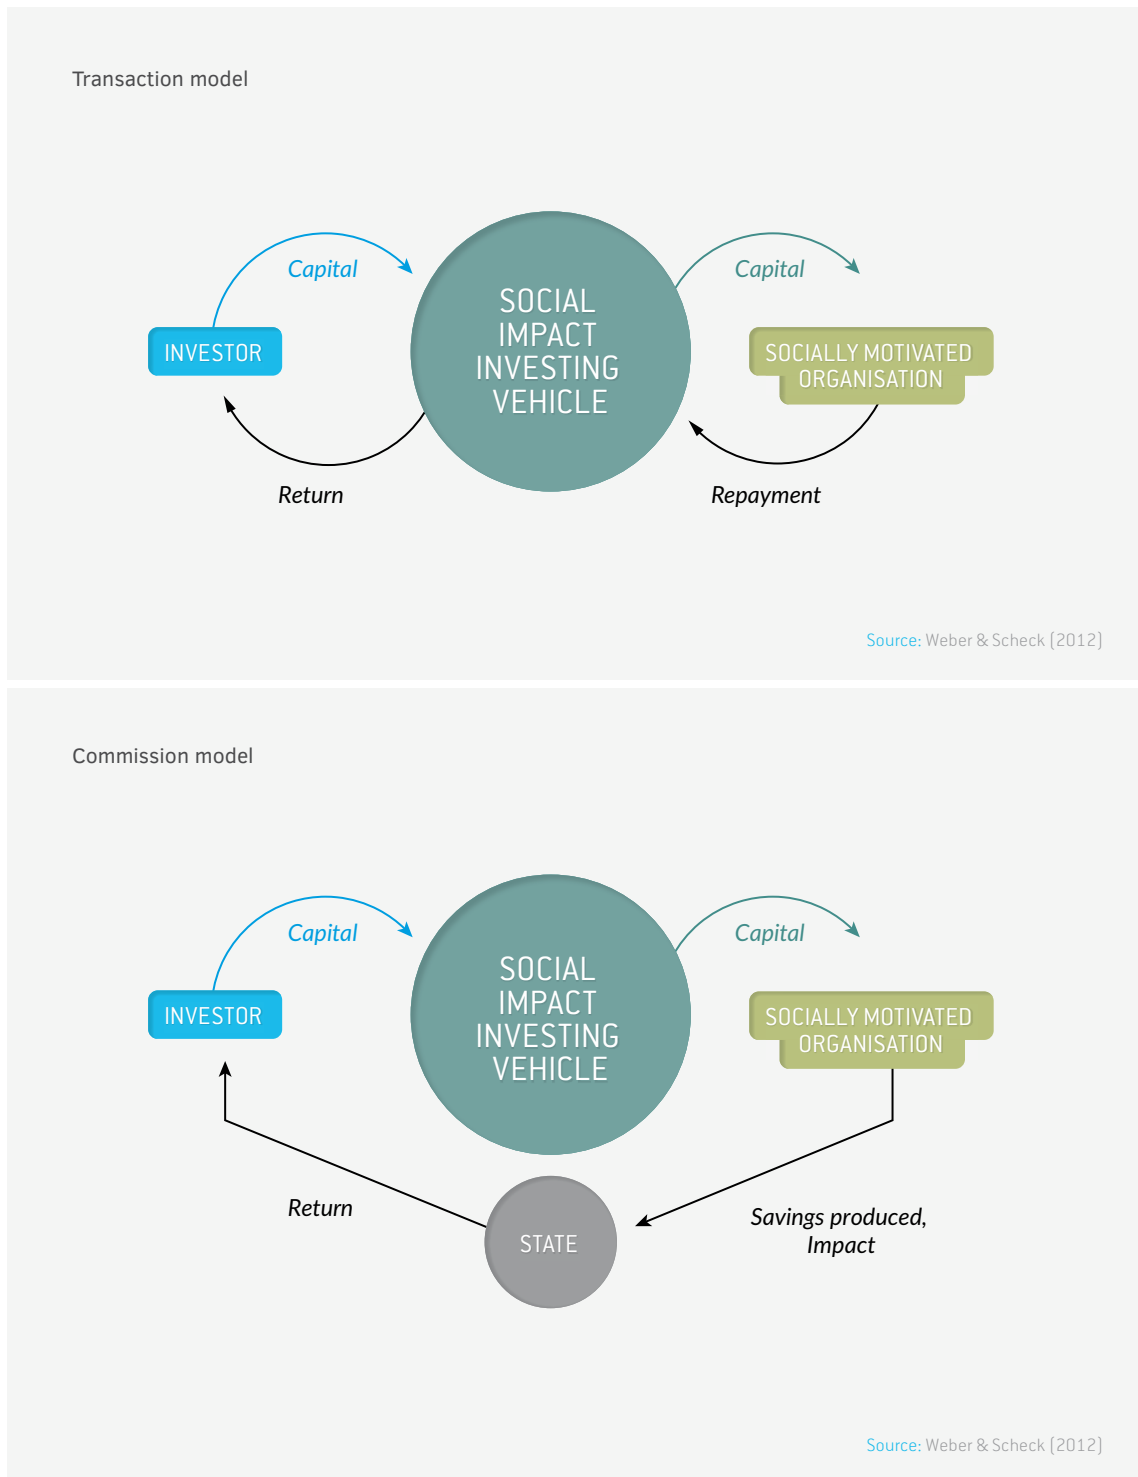 Transaction model
Capital
Capital
SOCIAL
IMPACT
INVESTING
VEHICLE
INVESTOR
SOCIALLY MOTIVATED
ORGANISATION
Return
Repayment
Source: Weber & Scheck (2012)
Commission model
Capital
Capital
SOCIAL
IMPACT
INVESTING
VEHICLE
INVESTOR
SOCIALLY MOTIVATED
ORGANISATION
Return
Savings produced,
Impact
STATE
Source: Weber & Scheck (2012)